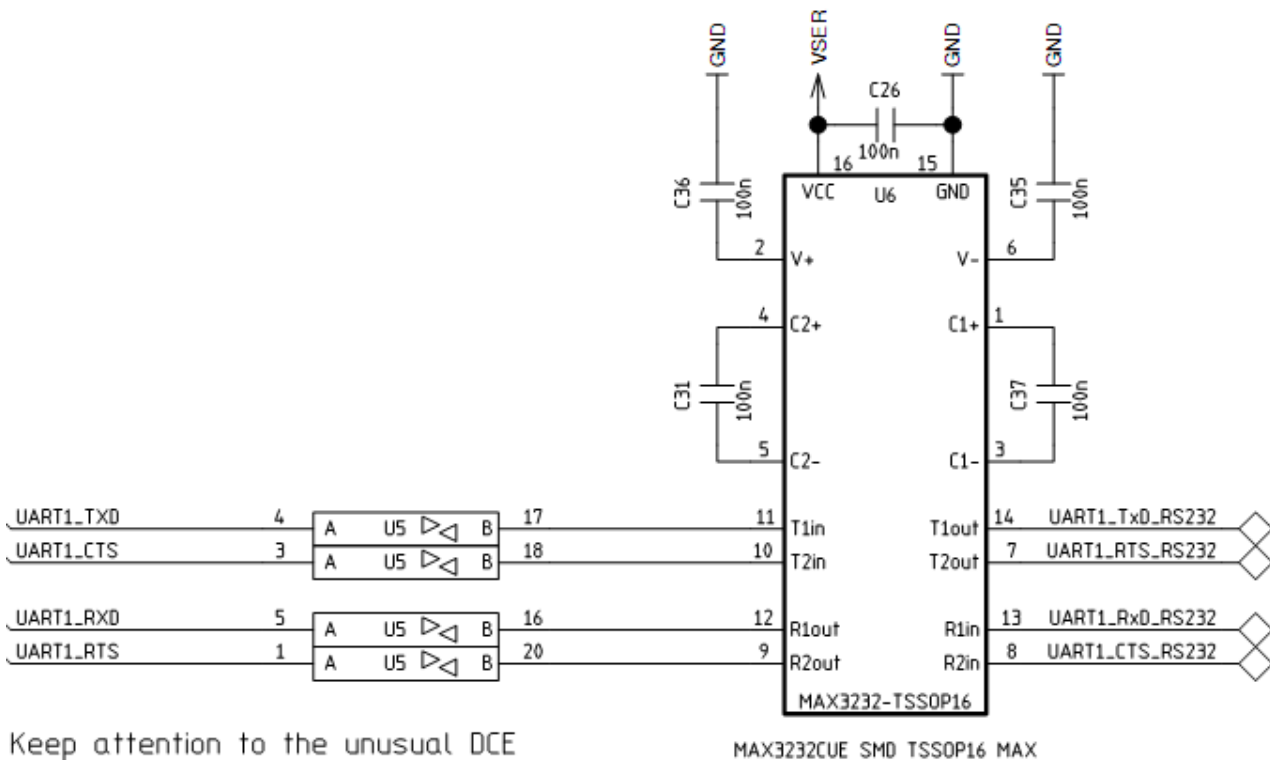 GND
VSER
GND
GND
C26
100n
16
15
C36
100n
VCC
U6
GND
C35
100n
2
V+
V-
6
4
C2+
C1+
1
C31
100n
C37
100n
5
C2-
C1-
3
UART1_TXD 4 A U5 B 17 11 T1in T1out 14 UART1_TxD_RS232
UART1_CTS 3 A U5 B 18 10 T2in T2out 7 UART1_RTS_RS232
UART1_RXD 5 A U5 B 16 12 R1out R1in 13 UART1_RxD_RS232
UART1_RTS 1 A U5 B 20 9 R2out R2in 8 UART1_CTS_RS232
MAX3232-TSSOP16
Keep attention to the unusual DCE
MAX3232CUE SMD TSSOP16 MAX